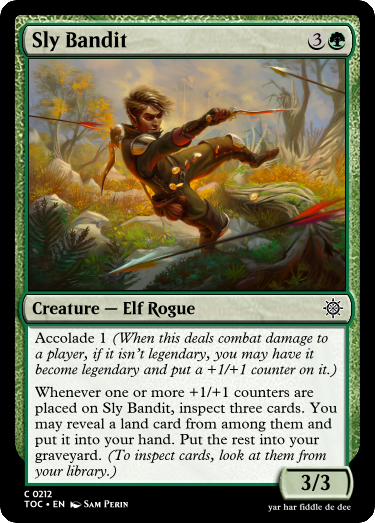 Sly Bandit 3
Creature — Elf Rogue
Accolade 1 (When this deals combat damage to
a player, if it isn't legendary, you may have it
become legendary and put a +1/+1 counter on it.)
Whenever one or more +1/+1 counters are
placed on Sly Bandit, inspect three cards. You
may reveal a land card from among them and
put it into your hand. Put the rest into your
graveyard. (To inspect cards, look at them from
your library.)
3/3
C 0212
TOC • EN Sam Perin
yar har fiddle de dee